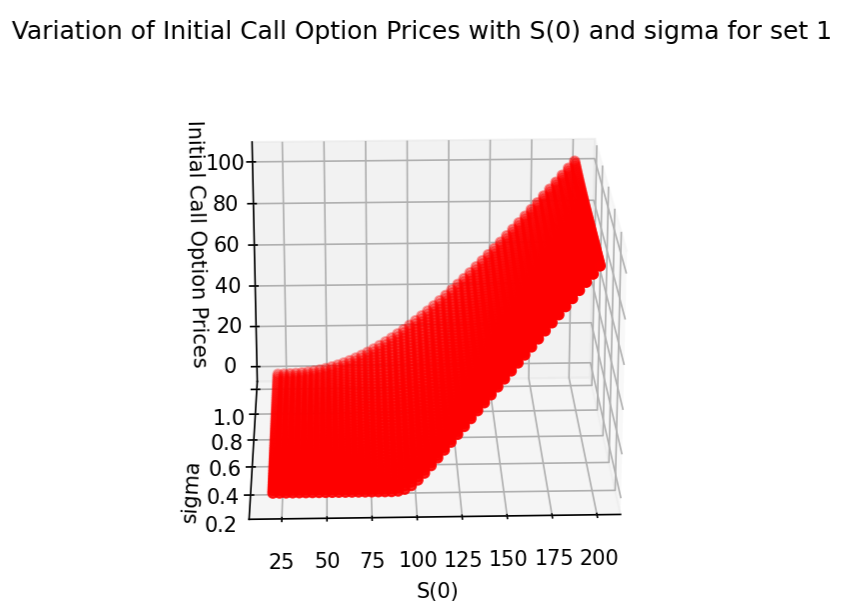 Variation of Initial Call Option Prices with S(0) and sigma for set 1
Initial Call Option Prices
100
80
60
40
20
0
sigma
1.0
0.8
0.6
0.4
0.2
25 50 75 100 125 150 175 200
S(0)